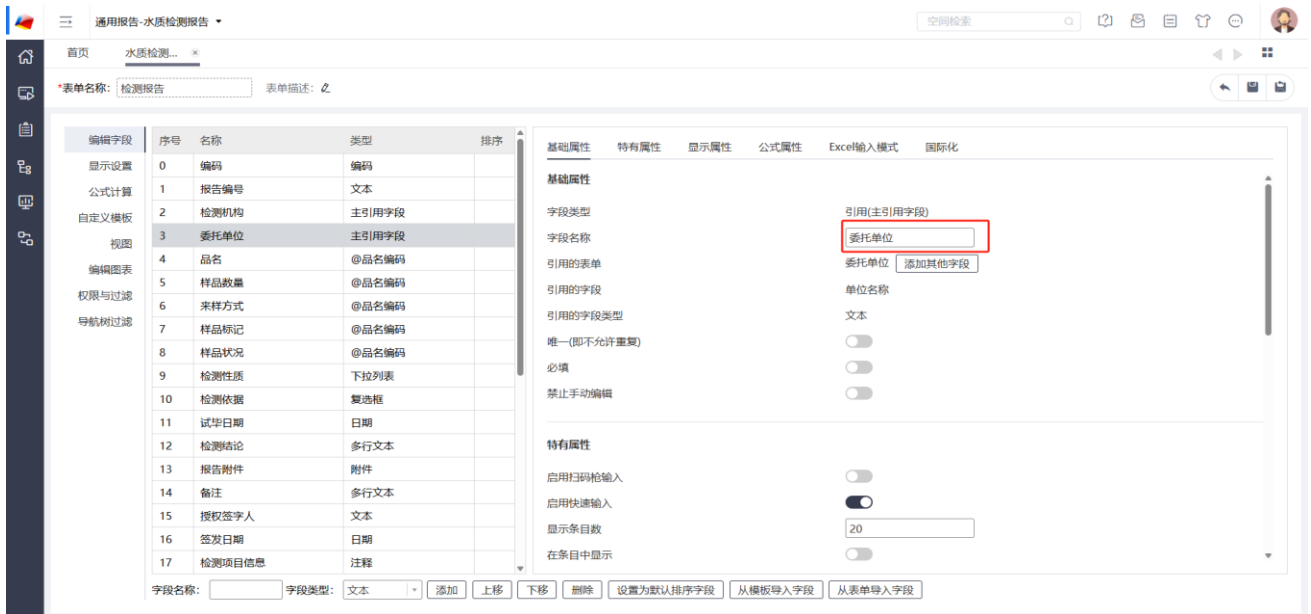 通用报告-水质检测报告
空间检索
首页 水质检测... ×
*表单名称: 检测报告 表单描述:
编辑字段
显示设置
公式计算
自定义模板
视图
编辑图表
权限与过滤
导航树过滤
序号 名称 类型 排序
0 编码 编码
1 报告编号 文本
2 检测机构 主引用字段
3 委托单位 主引用字段
4 品名 @品名编码
5 样品数量 @品名编码
6 来样方式 @品名编码
7 样品标记 @品名编码
8 样品状况 @品名编码
9 检测性质 下拉列表
10 检测依据 复选框
11 试毕日期 日期
12 检测结论 多行文本
13 报告附件 附件
14 备注 多行文本
15 授权签字人 文本
16 签发日期 日期
17 检测项目信息 注释
基础属性 特有属性 显示属性 公式属性 Excel输入模式 国际化
基础属性
字段类型 引用(主引用字段)
字段名称 委托单位
引用的表单 委托单位 添加其他字段
引用的字段 单位名称
引用的字段类型 文本
唯一(即不允许重复)
必填
禁止手动编辑
特有属性
启用扫码枪输入
启用快速输入
显示条目数 20
在条目中显示
字段名称: 字段类型: 文本 添加 上移 下移 删除 设置为默认排序字段 从模板导入字段 从表单导入字段